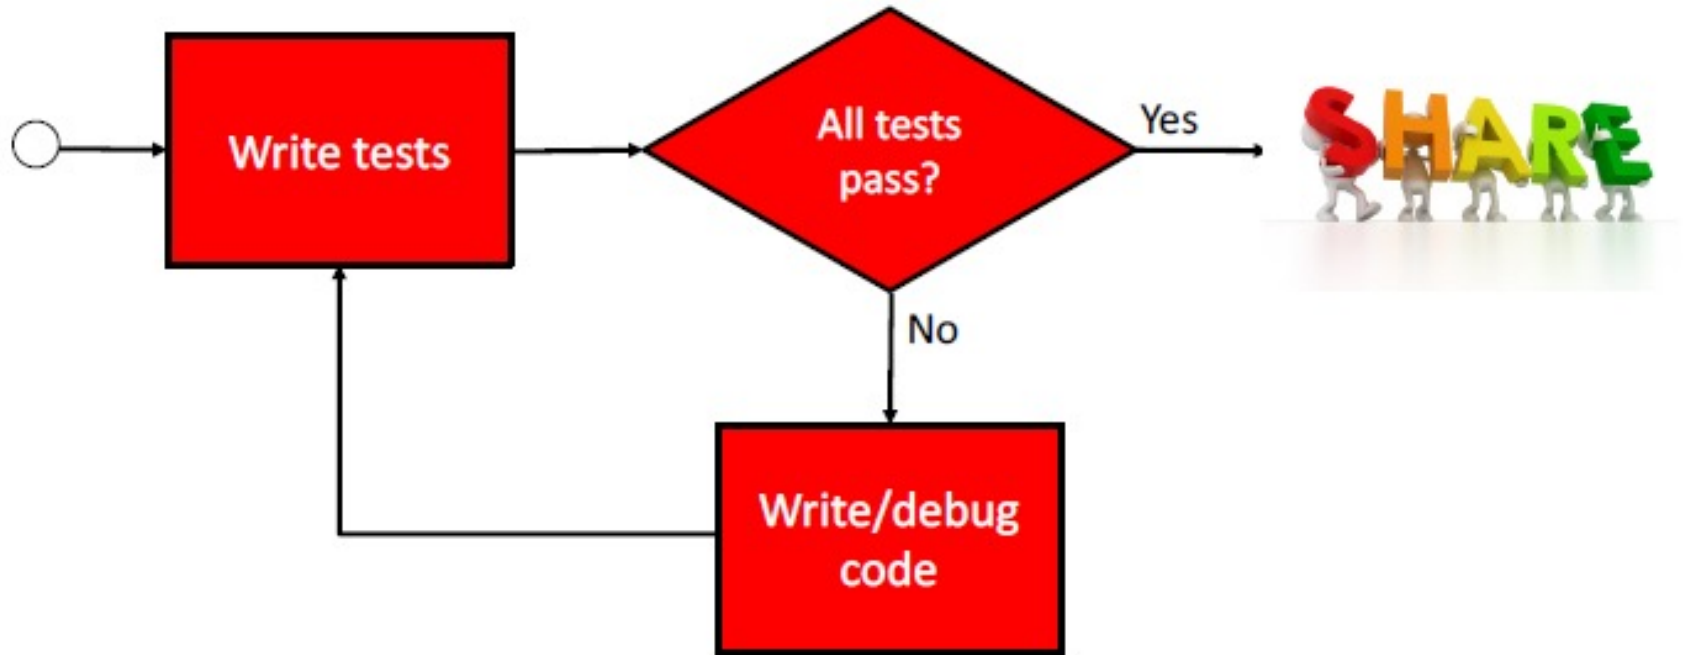 Write tests
All tests
pass?
Yes
SHARE
No
Write/debug
code